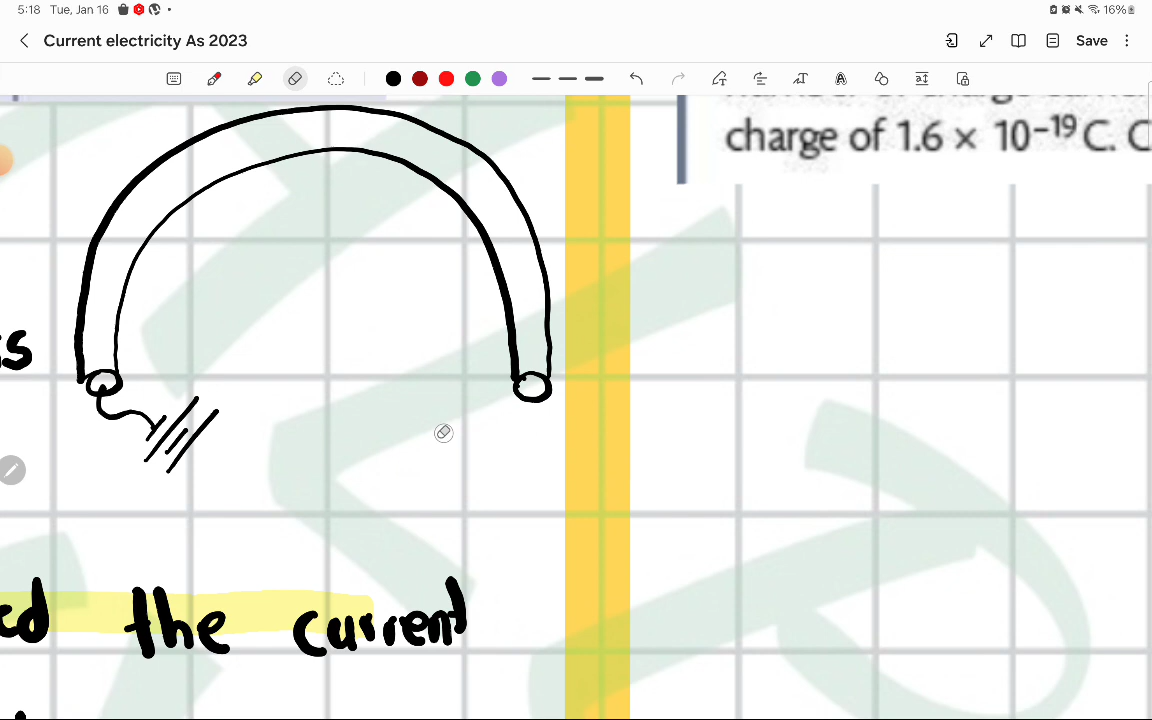 5:18 Tue, Jan 16
16%
Current electricity As 2023
Save
charge of 1.6 × 10⁻¹⁹ C. C
is
the current